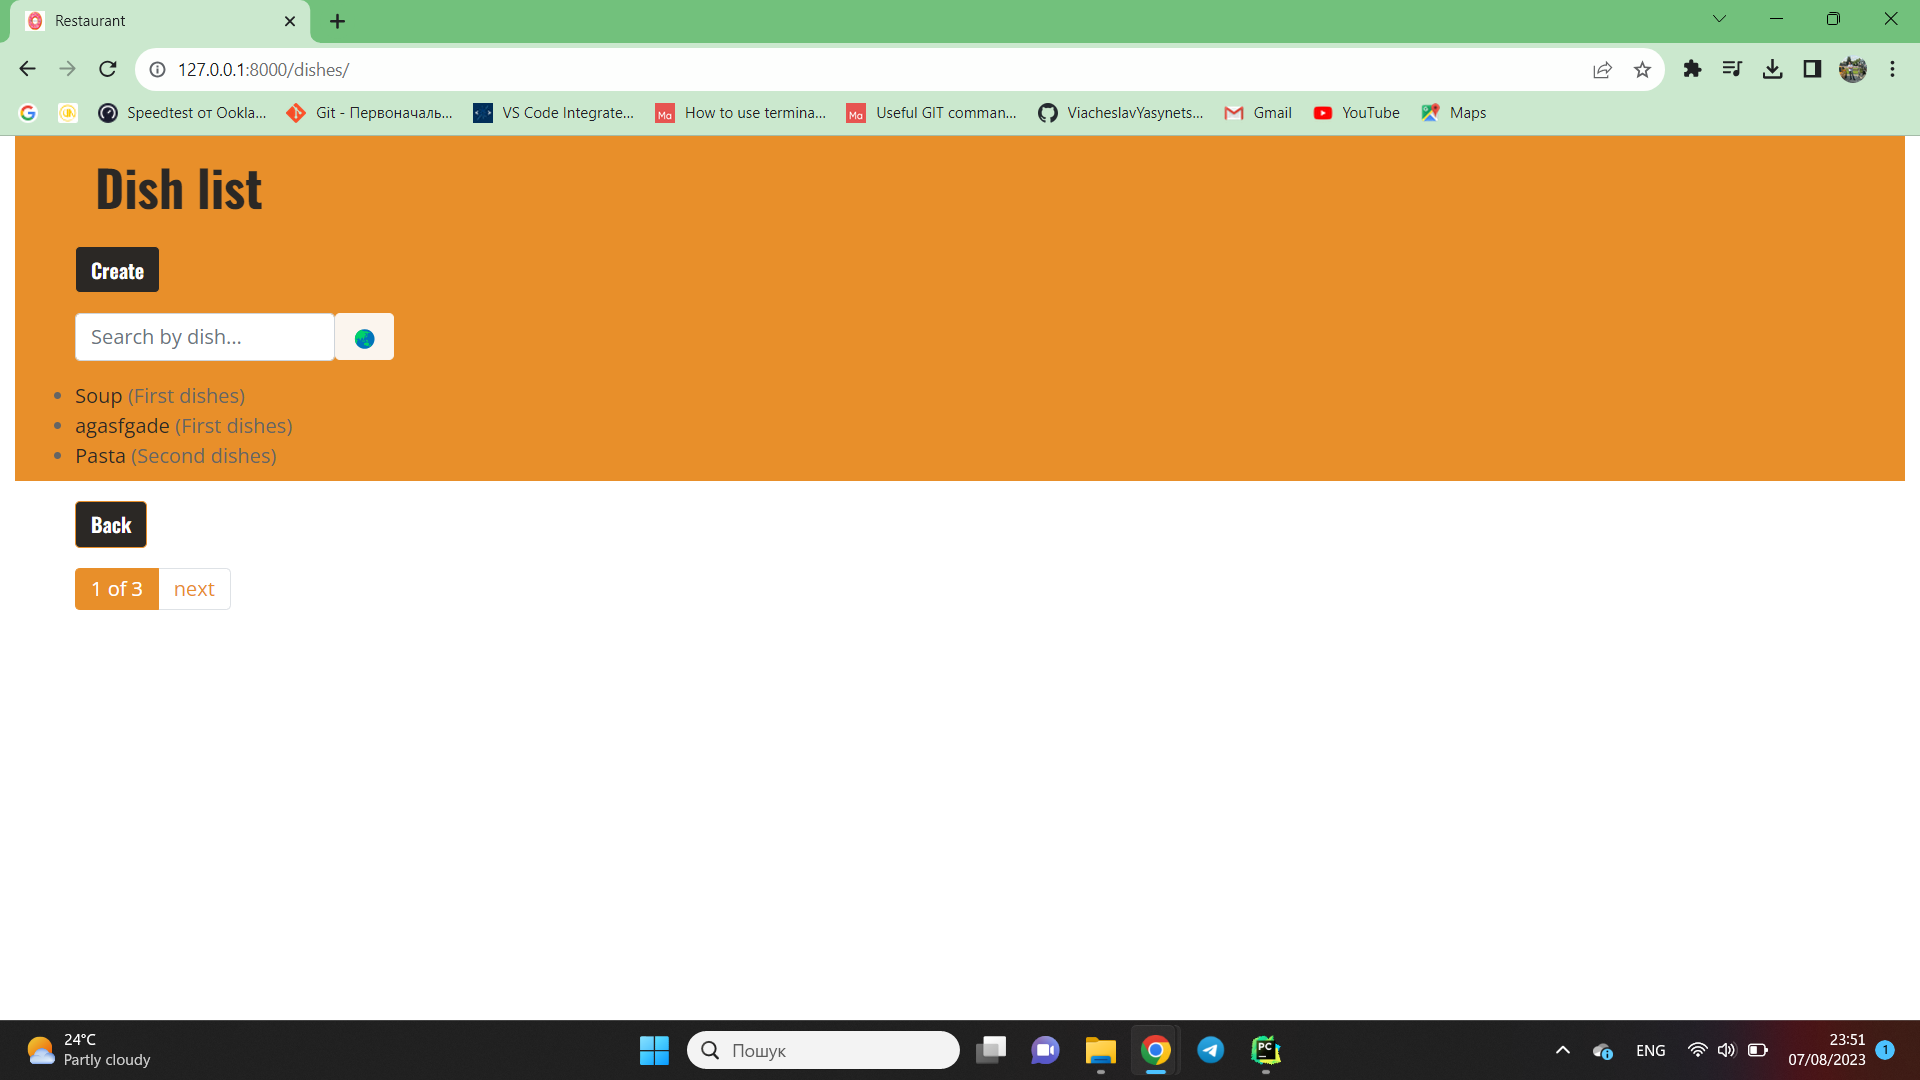 Restaurant
127.0.0.1:8000/dishes/
Speedtest от Ookla...
Git - Первоначаль...
VS Code Integrate...
How to use termina...
Useful GIT comman...
ViacheslavYasynets...
Gmail
YouTube
Maps
Dish list
Create
Search by dish...
Soup (First dishes)
agasfgade (First dishes)
Pasta (Second dishes)
Back
1 of 3 next
24°C
Partly cloudy
Пошук
ENG
23:51
07/08/2023
1